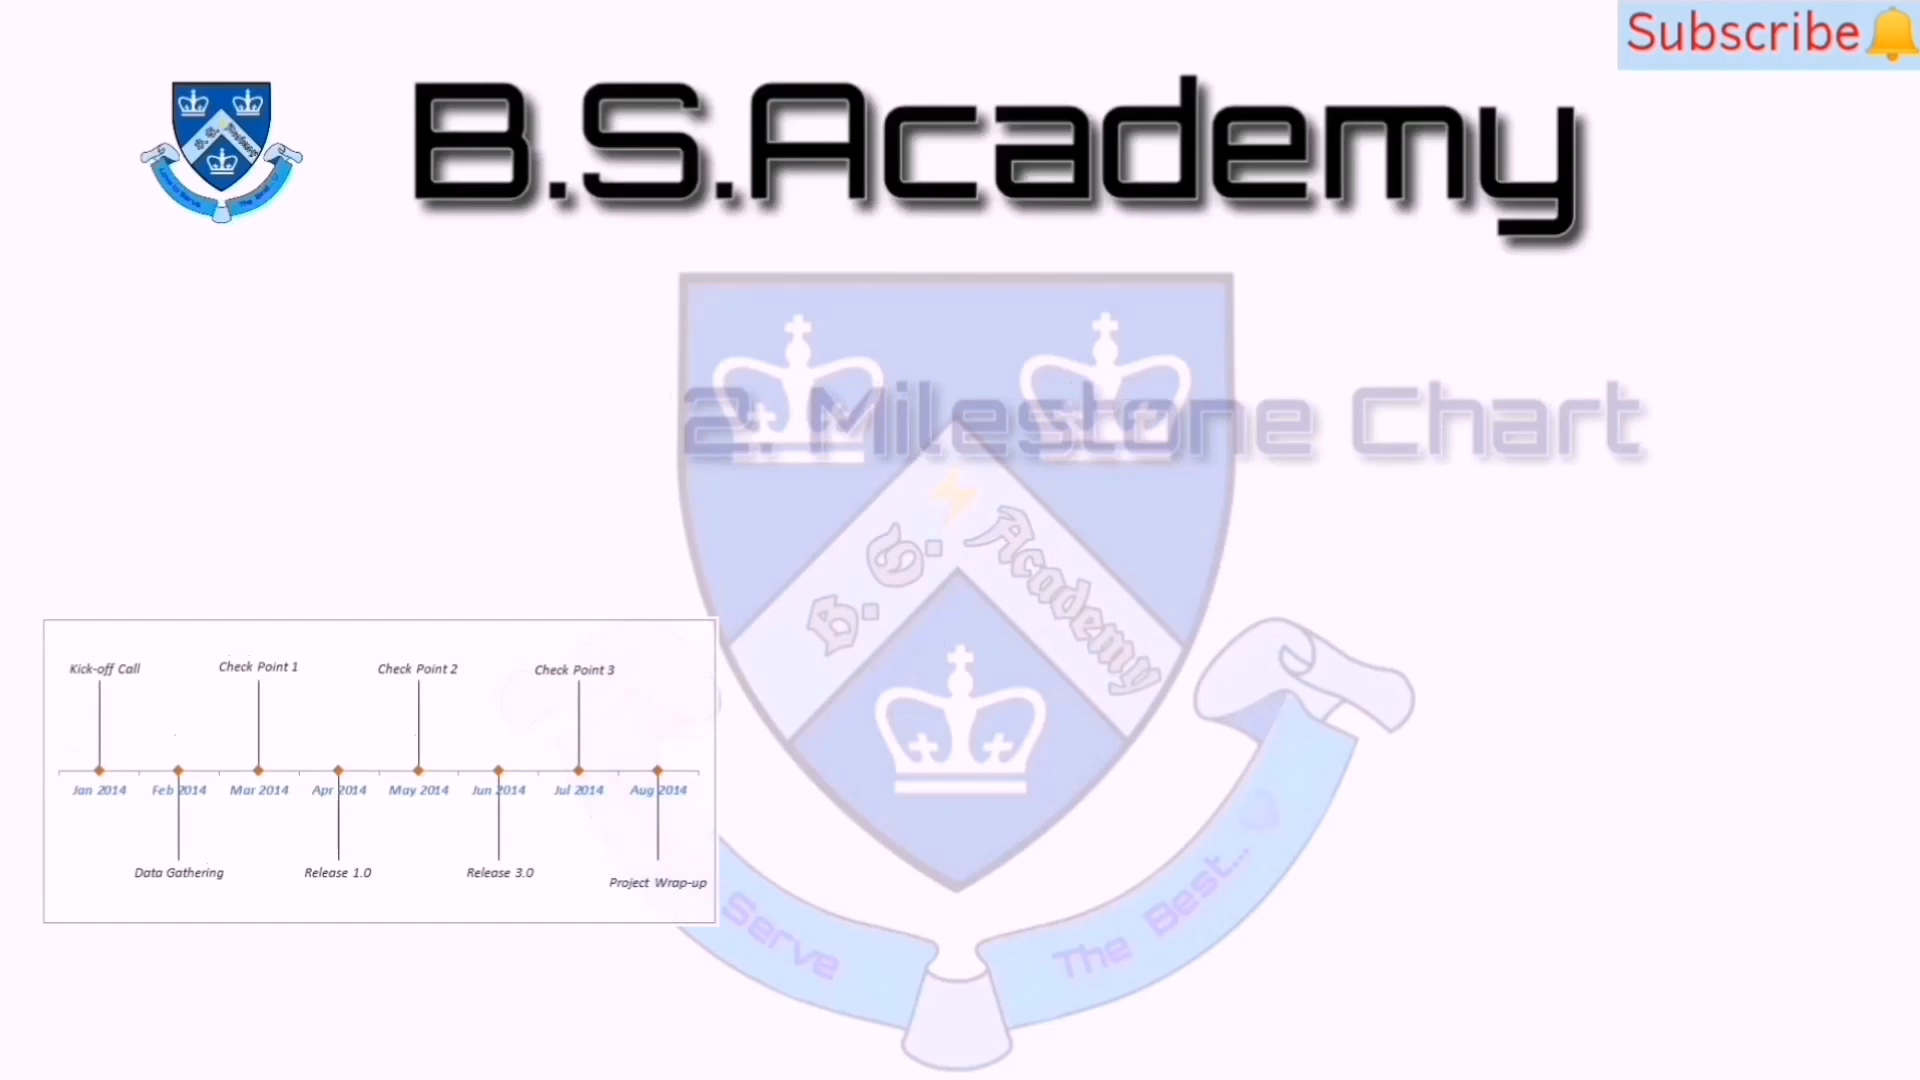 Subscribe🔔
B.S.Academy
2. Milestone Chart
B. S. Academy
Kick-off Call
Check Point 1
Check Point 2
Check Point 3
Jan 2014 Feb 2014 Mar 2014 Apr 2014 May 2014 Jun 2014 Jul 2014 Aug 2014
Data Gathering
Release 1.0
Release 3.0
Project Wrap-up
Serve
The Best...